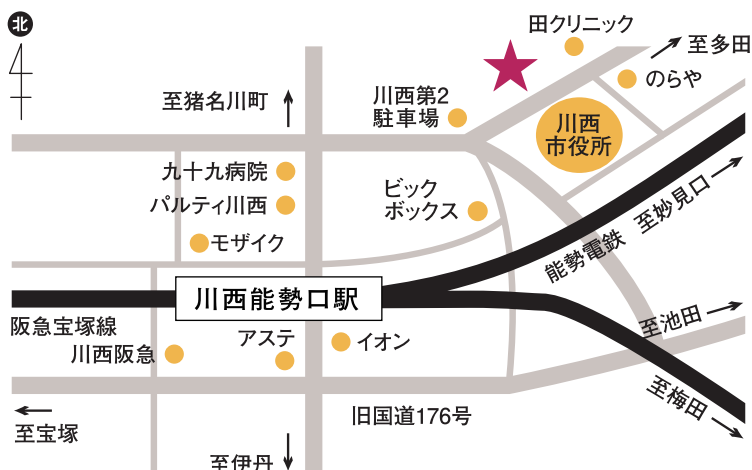 北
田クリニック
至多田
のらや
至猪名川町
川西第2
駐車場
川西
市役所
九十九病院
パルティ川西
モザイク
ビック
ボックス
至妙見口
能勢電鉄
川西能勢口駅
阪急宝塚線
川西阪急
アステ
イオン
至池田
至梅田
旧国道176号
至宝塚
至伊丹